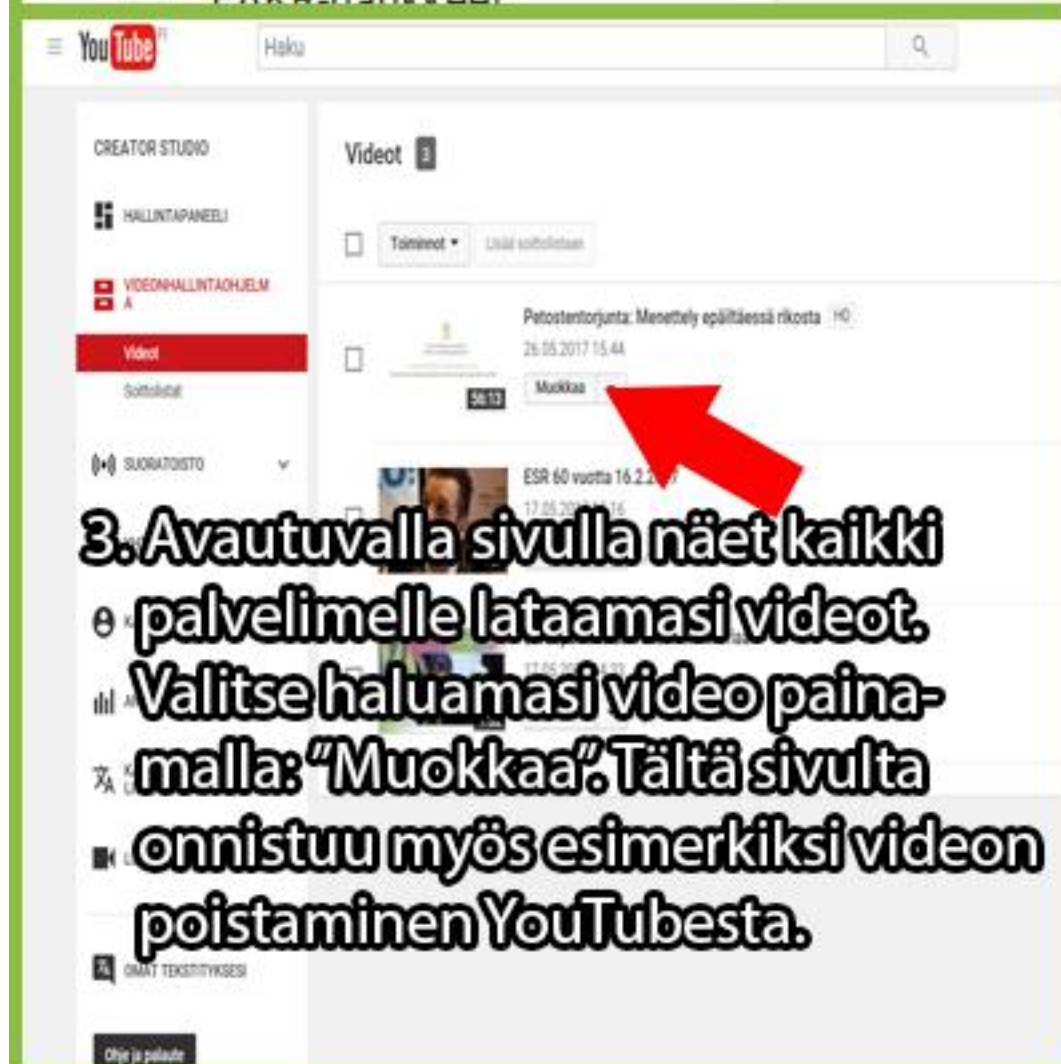 YouTube FI
Haku
CREATOR STUDIO
HALLINTAPANEELI
VIDEONHALLINTAOHJELM
A
Videot
Soittolistat
SUORATOISTO
Videot 3
Toiminnot Lisää soittolistaan
Petostentorjunta: Menettely epäiltäessä rikosta HD
26.05.2017 15.44
Muokkaa
56:13
ESR 60 vuotta 16.2.2017
3. Avautuvalla sivulla näet kaikki
palvelimelle lataamasi videot.
Valitse haluamasi video paina-
malla: ”Muokkaa”. Tältä sivulta
onnistuu myös esimerkiksi videon
poistaminen YouTubesta.
OMAT TEKSTITYKSESI
Ohje ja palaute